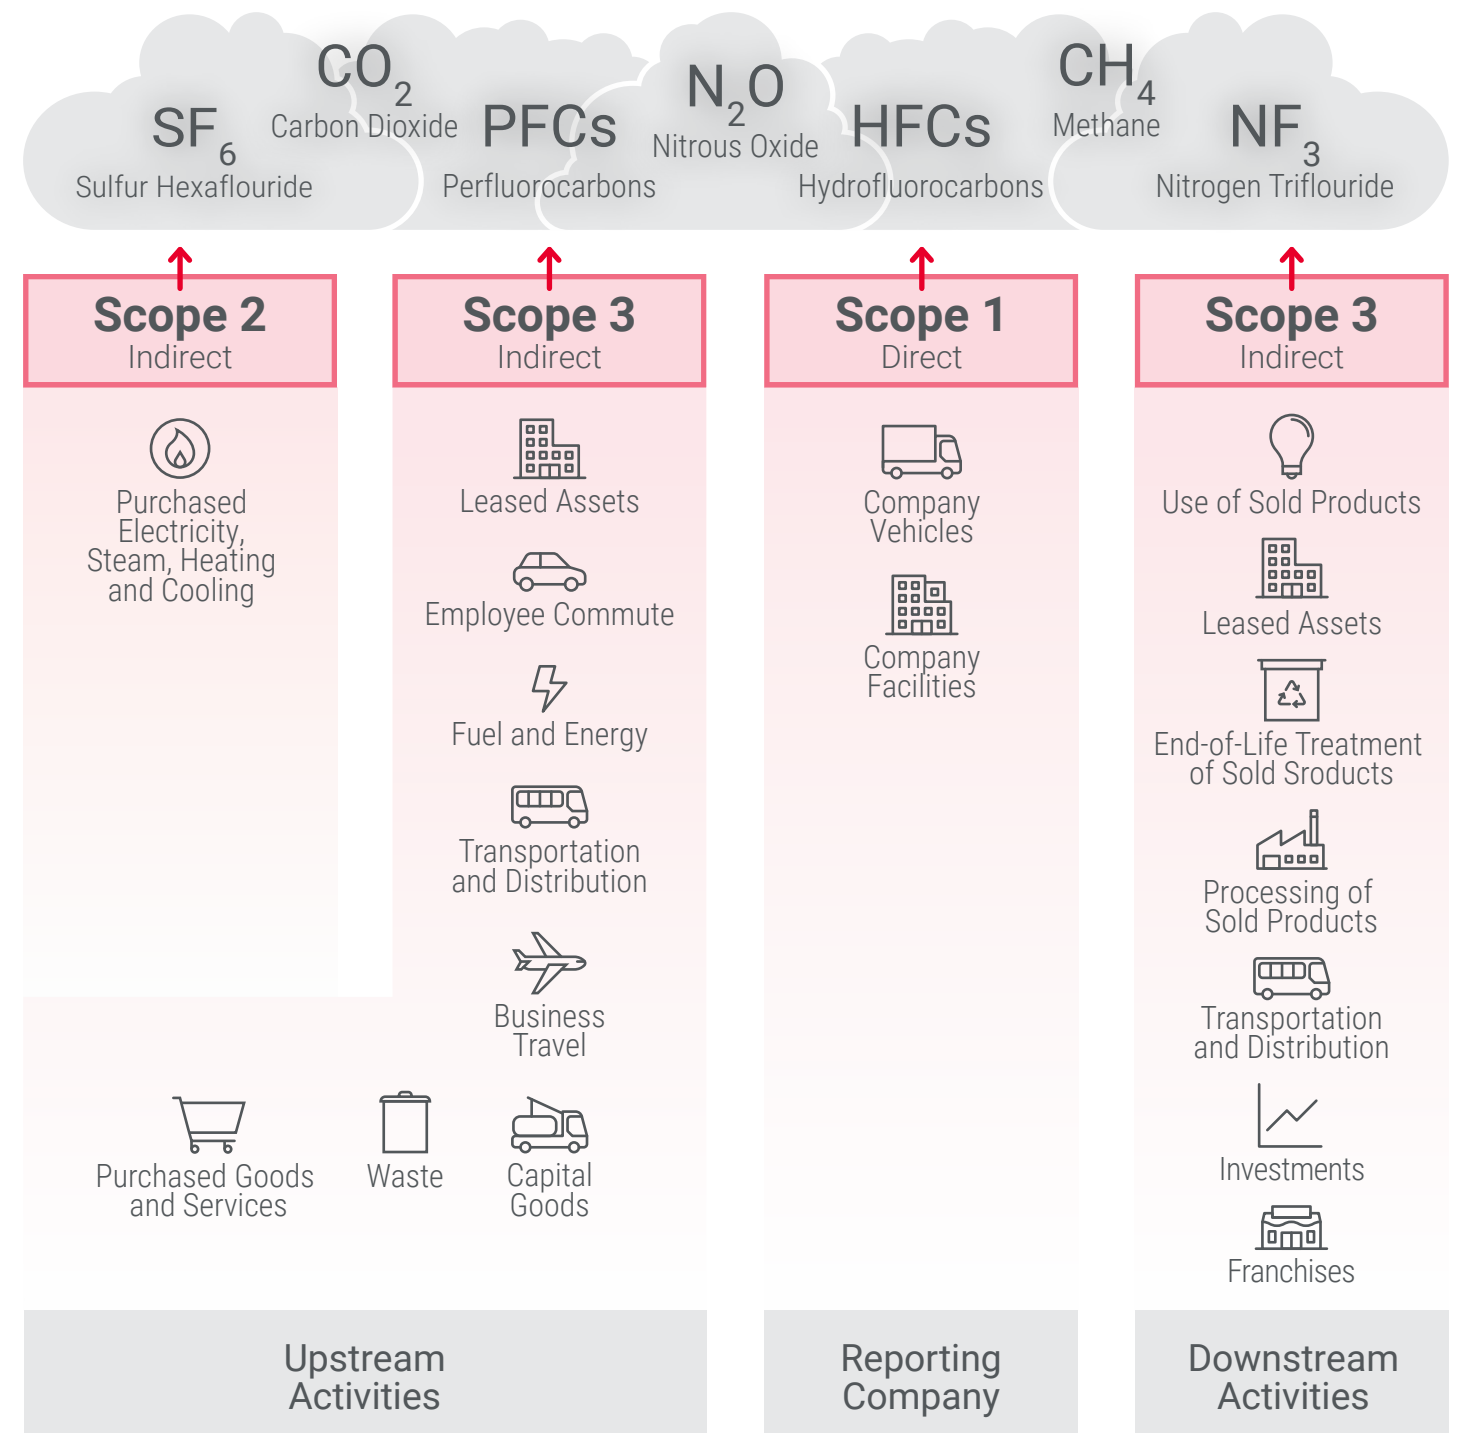 SF6
Sulfur Hexaflouride
CO2
Carbon Dioxide
PFCs
Perfluorocarbons
N2O
Nitrous Oxide
HFCs
Hydrofluorocarbons
CH4
Methane
NF3
Nitrogen Triflouride
Scope 2
Indirect
Purchased
Electricity,
Steam, Heating
and Cooling
Scope 3
Indirect
Leased Assets
Employee Commute
Fuel and Energy
Transportation
and Distribution
Business
Travel
Purchased Goods
and Services
Waste
Capital
Goods
Upstream
Activities
Scope 1
Direct
Company
Vehicles
Company
Facilities
Reporting
Company
Scope 3
Indirect
Use of Sold Products
Leased Assets
End-of-Life Treatment
of Sold Sroducts
Processing of
Sold Products
Transportation
and Distribution
Investments
Franchises
Downstream
Activities